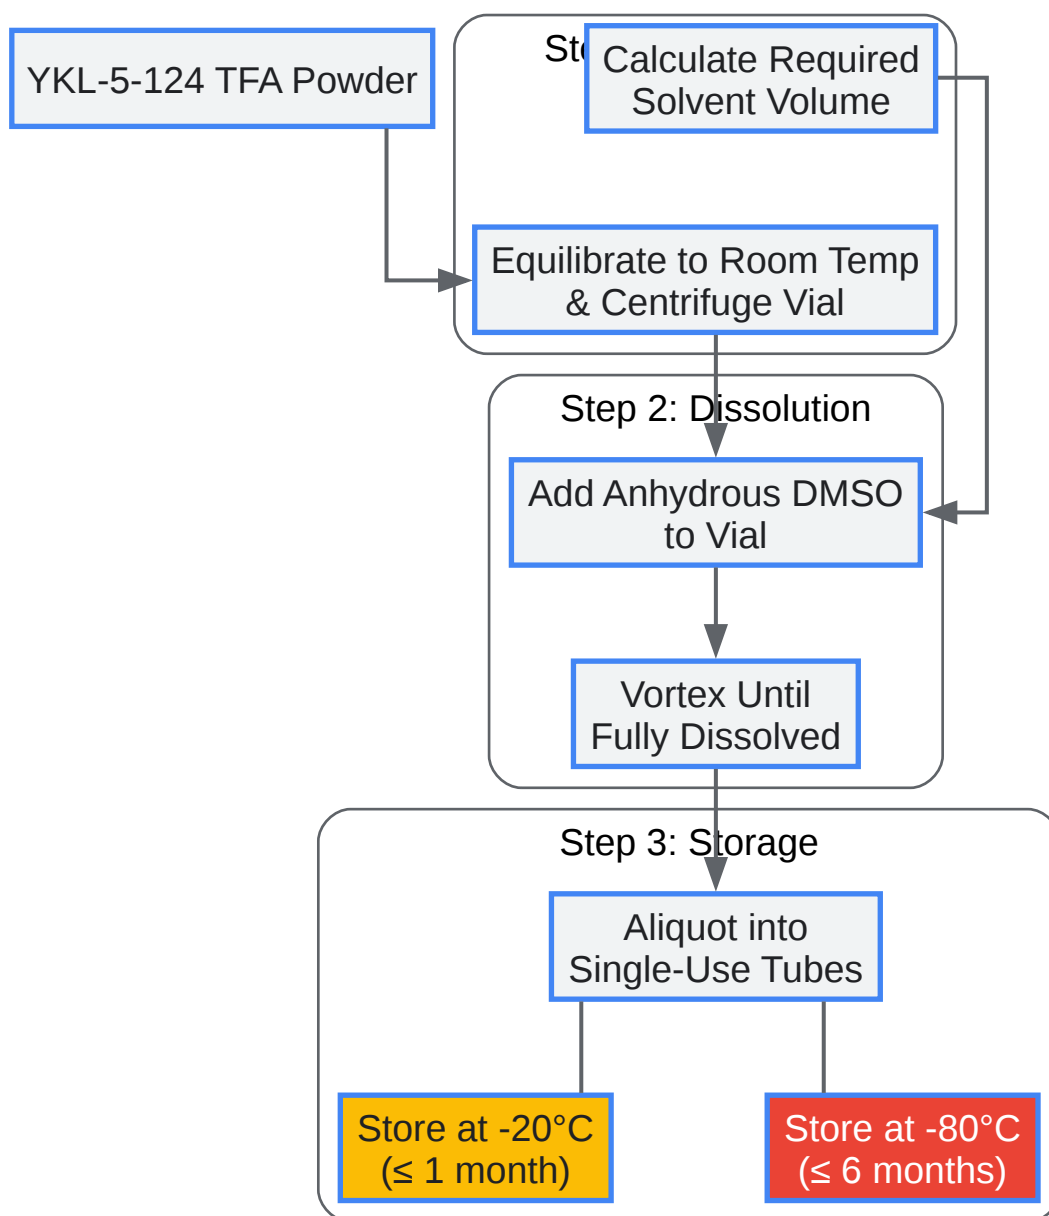 YKL-5-124 TFA Powder
Calculate Required
Solvent Volume
Equilibrate to Room Temp
& Centrifuge Vial
Step 2: Dissolution
Add Anhydrous DMSO
to Vial
Vortex Until
Fully Dissolved
Step 3: Storage
Aliquot into
Single-Use Tubes
Store at -20°C
(≤ 1 month)
Store at -80°C
(≤ 6 months)